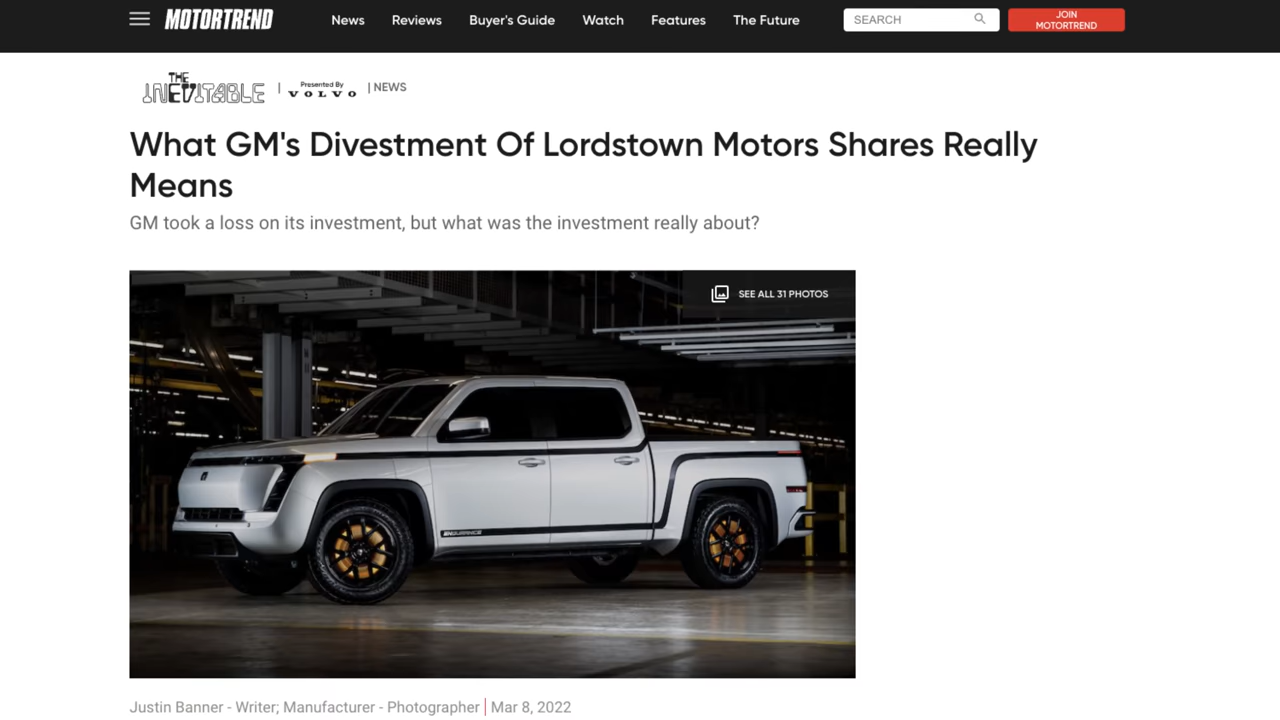 MOTORTREND
News Reviews Buyer's Guide Watch Features The Future
SEARCH
JOIN
MOTORTREND
THE
INEVITABLE
| Presented By
VOLVO
| NEWS
What GM's Divestment Of Lordstown Motors Shares Really
Means
GM took a loss on its investment, but what was the investment really about?
SEE ALL 31 PHOTOS
ENDURANCE
Justin Banner - Writer; Manufacturer - Photographer | Mar 8, 2022